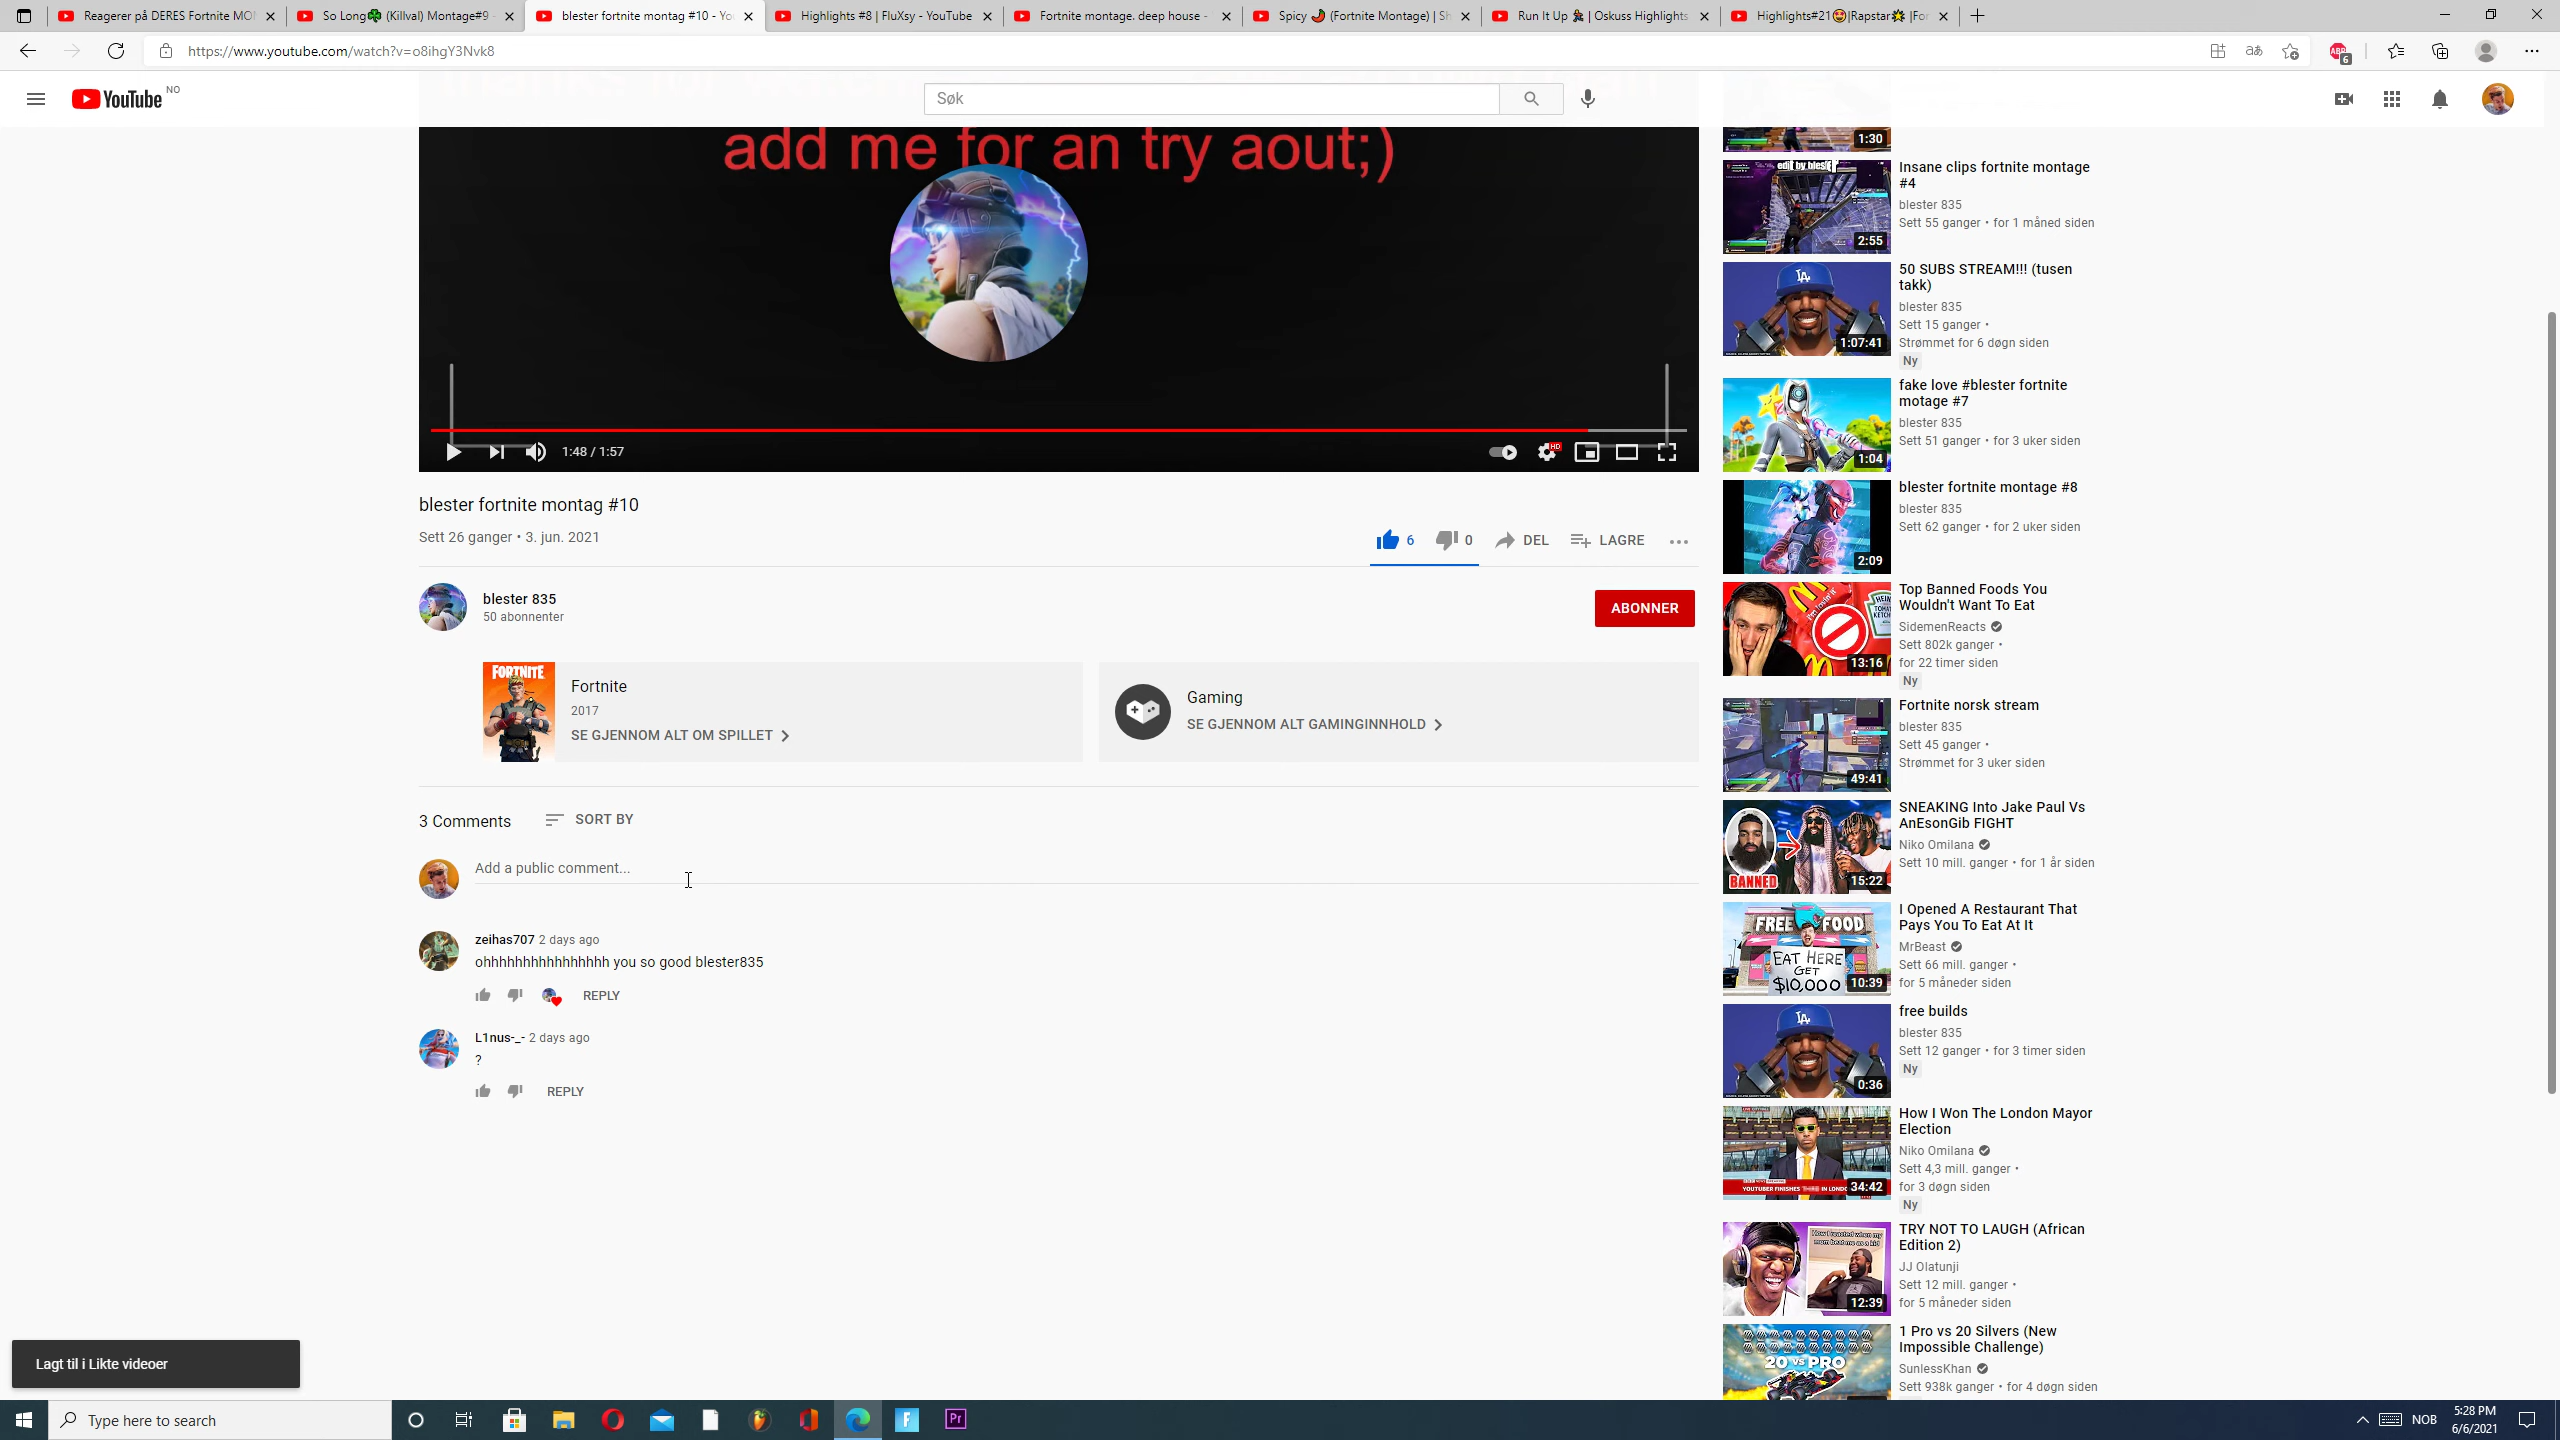 Reagerer på DERES Fortnite MO
So Long☘ (Killval) Montage#9 -
blester fortnite montag #10 - Yo
Highlights #8 | FluXsy - YouTube
Fortnite montage. deep house -
Spicy 🌶 (Fortnite Montage) | Sh
Run It Up 🏃 | Oskuss Highlights
Highlights#21🤩|Rapstar🌟 |For
https://www.youtube.com/watch?v=o8ihgY3Nvk8
aあ
ABP
6
YouTube NO
Søk
add me for an try aout;)
1:48 / 1:57
HD
blester fortnite montag #10
Sett 26 ganger • 3. jun. 2021
6
0
DEL
LAGRE
blester 835
50 abonnenter
ABONNER
FORTNITE
Fortnite
2017
SE GJENNOM ALT OM SPILLET
Gaming
SE GJENNOM ALT GAMINGINNHOLD
3 Comments
SORT BY
Add a public comment...
zeihas707 2 days ago
ohhhhhhhhhhhhhhhh you so good blester835
REPLY
L1nus-_- 2 days ago
?
REPLY
Lagt til i Likte videoer
1:30
2:55
Insane clips fortnite montage
#4
blester 835
Sett 55 ganger • for 1 måned siden
LA
1:07:41
50 SUBS STREAM!!! (tusen
takk)
blester 835
Sett 15 ganger •
Strømmet for 6 døgn siden
Ny
1:04
fake love #blester fortnite
motage #7
blester 835
Sett 51 ganger • for 3 uker siden
2:09
blester fortnite montage #8
blester 835
Sett 62 ganger • for 2 uker siden
13:16
Top Banned Foods You
Wouldn't Want To Eat
SidemenReacts
Sett 802k ganger •
for 22 timer siden
Ny
49:41
Fortnite norsk stream
blester 835
Sett 45 ganger •
Strømmet for 3 uker siden
BANNED
15:22
SNEAKING Into Jake Paul Vs
AnEsonGib FIGHT
Niko Omilana
Sett 10 mill. ganger • for 1 år siden
FREE FOOD
EAT HERE
GET
$10,000
10:39
I Opened A Restaurant That
Pays You To Eat At It
MrBeast
Sett 66 mill. ganger •
for 5 måneder siden
LA
0:36
free builds
blester 835
Sett 12 ganger • for 3 timer siden
Ny
34:42
How I Won The London Mayor
Election
Niko Omilana
Sett 4,3 mill. ganger •
for 3 døgn siden
Ny
12:39
TRY NOT TO LAUGH (African
Edition 2)
JJ Olatunji
Sett 12 mill. ganger •
for 5 måneder siden
20 VS PRO
1 Pro vs 20 Silvers (New
Impossible Challenge)
SunlessKhan
Sett 938k ganger • for 4 døgn siden
Type here to search
F
Pr
NOB
5:28 PM
6/6/2021